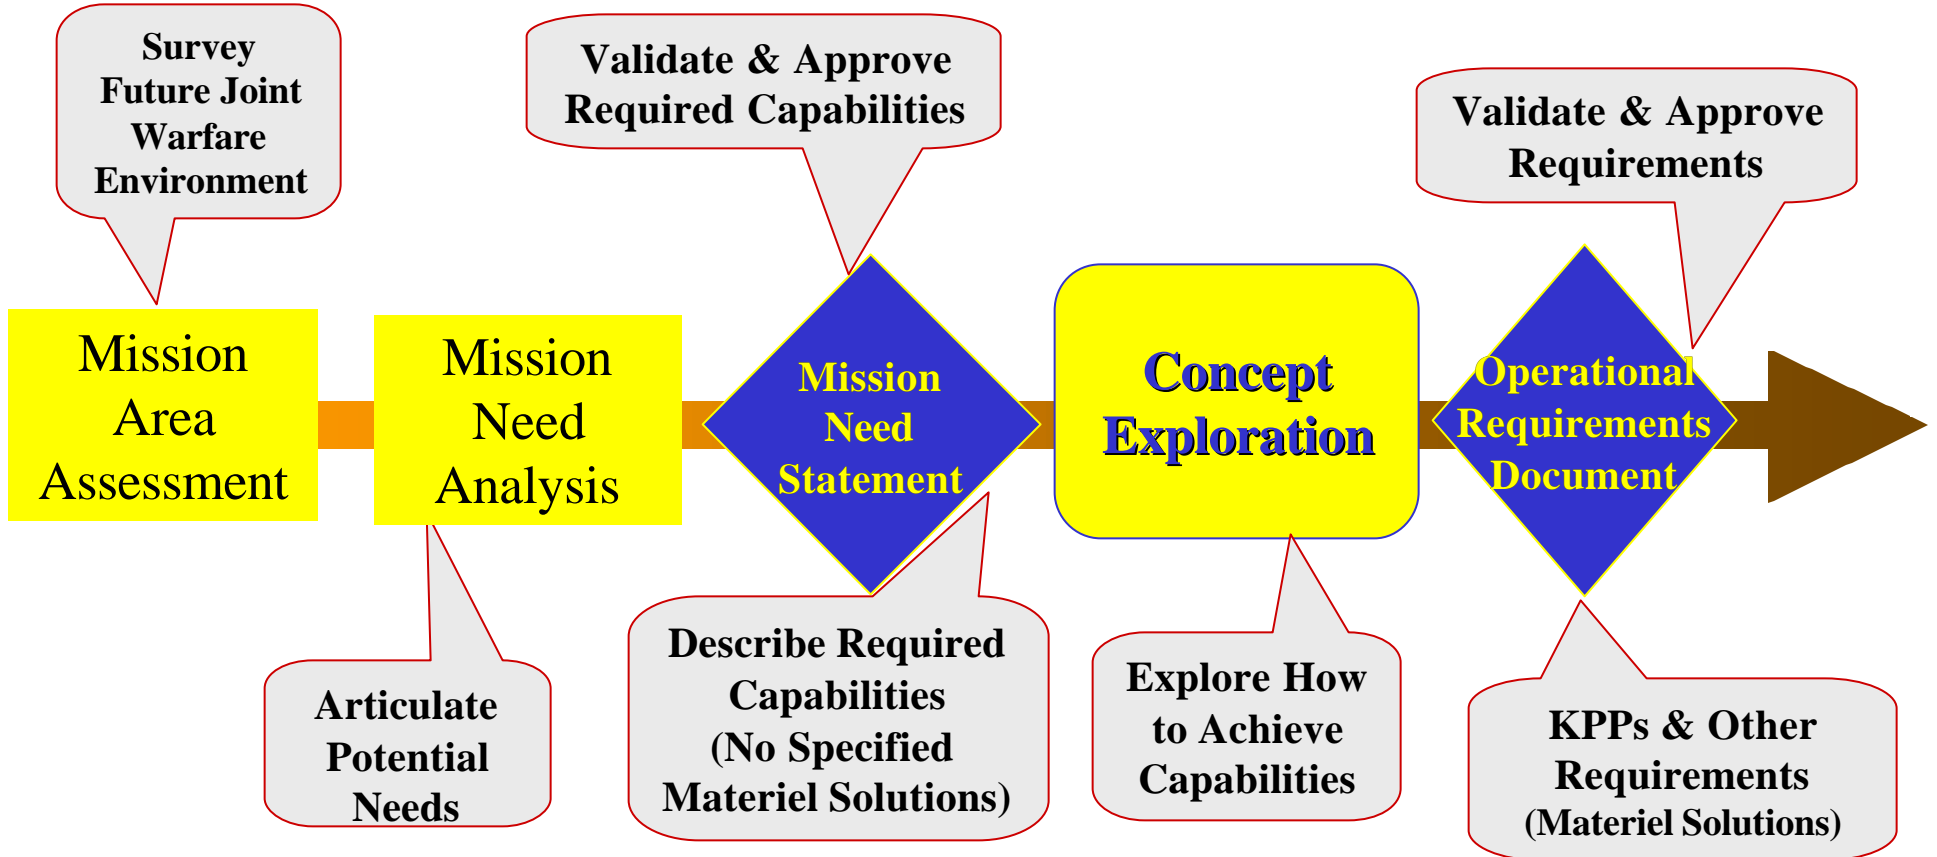 Survey
Future Joint
Warfare
Environment
Validate & Approve
Required Capabilities
Validate & Approve
Requirements
Mission
Area
Assessment
Mission
Need
Analysis
Mission
Need
Statement
Concept
Exploration
Operational
Requirements
Document
Articulate
Potential
Needs
Describe Required
Capabilities
(No Specified
Materiel Solutions)
Explore How
to Achieve
Capabilities
KPPs & Other
Requirements
(Materiel Solutions)